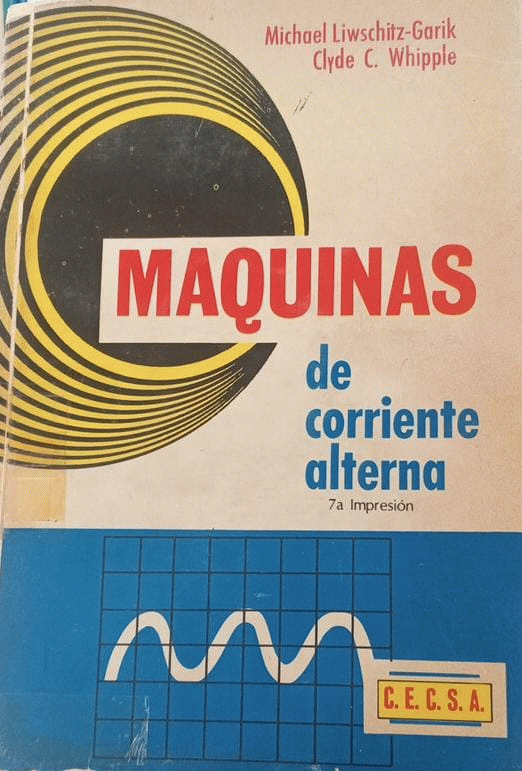 Michael Liwschitz-Garik
Clyde C. Whipple
MAQUINAS
de
corriente
alterna
7a Impresión
C.E.C.S.A.